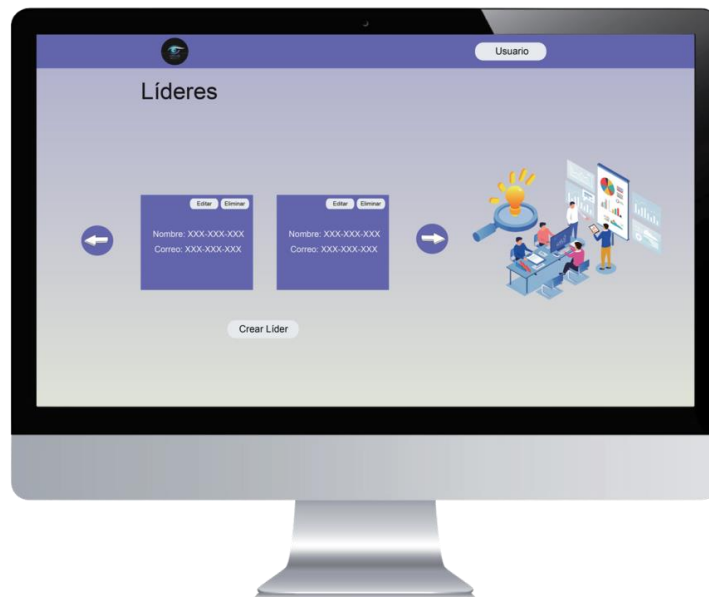 Usuario
Líderes
Editar Eliminar
Nombre: XXX-XXX-XXX
Correo: XXX-XXX-XXX
Editar Eliminar
Nombre: XXX-XXX-XXX
Correo: XXX-XXX-XXX
Crear Líder